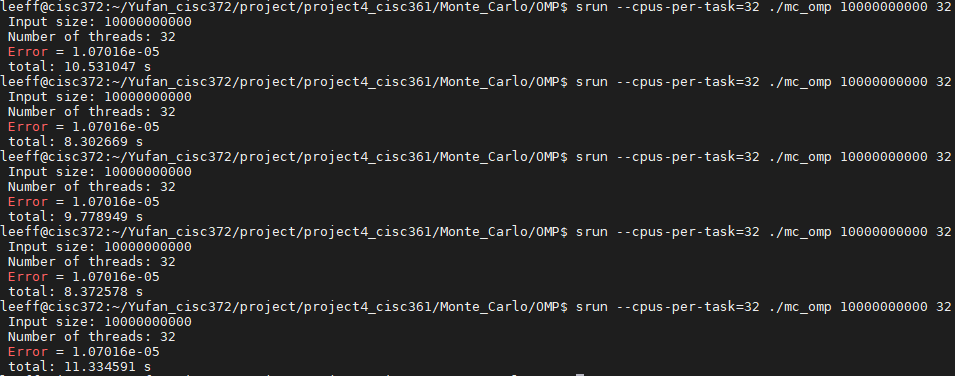 leeff@cisc372:~/Yufan_cisc372/project/project4_cisc361/Monte_Carlo/OMP$ srun --cpus-per-task=32 ./mc_omp 10000000000 32
Input size: 10000000000
Number of threads: 32
Error = 1.07016e-05
total: 10.531047 s
leeff@cisc372:~/Yufan_cisc372/project/project4_cisc361/Monte_Carlo/OMP$ srun --cpus-per-task=32 ./mc_omp 10000000000 32
Input size: 10000000000
Number of threads: 32
Error = 1.07016e-05
total: 8.302669 s
leeff@cisc372:~/Yufan_cisc372/project/project4_cisc361/Monte_Carlo/OMP$ srun --cpus-per-task=32 ./mc_omp 10000000000 32
Input size: 10000000000
Number of threads: 32
Error = 1.07016e-05
total: 9.778949 s
leeff@cisc372:~/Yufan_cisc372/project/project4_cisc361/Monte_Carlo/OMP$ srun --cpus-per-task=32 ./mc_omp 10000000000 32
Input size: 10000000000
Number of threads: 32
Error = 1.07016e-05
total: 8.372578 s
leeff@cisc372:~/Yufan_cisc372/project/project4_cisc361/Monte_Carlo/OMP$ srun --cpus-per-task=32 ./mc_omp 10000000000 32
Input size: 10000000000
Number of threads: 32
Error = 1.07016e-05
total: 11.334591 s